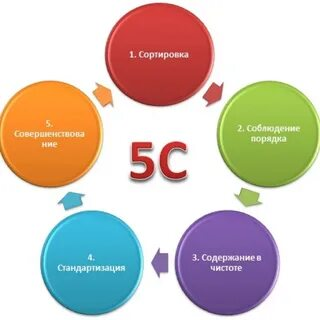 1. Сортировка
2. Соблюдение
порядка
3. Содержание в
чистоте
4.
Стандартизация
5.
Совершенствова
ние
5С